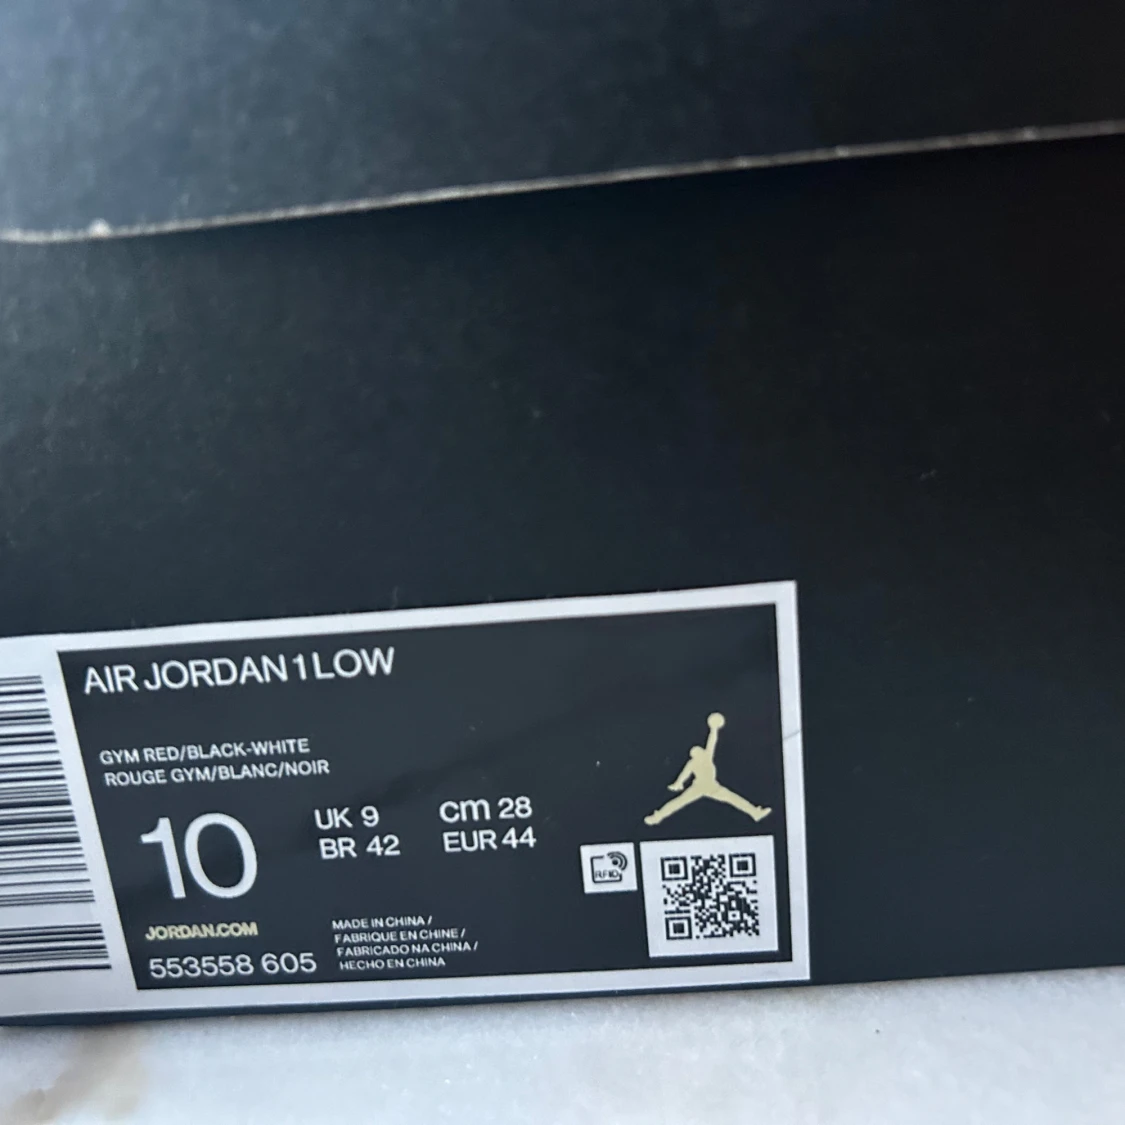 AIR JORDAN 1 LOW
GYM RED/BLACK-WHITE
ROUGE GYM/BLANC/NOIR
10
UK 9
cm 28
BR 42
EUR 44
RFID
JORDAN.COM
553558 605
MADE IN CHINA /
FABRIQUE EN CHINE /
FABRICADO NA CHINA /
HECHO EN CHINA